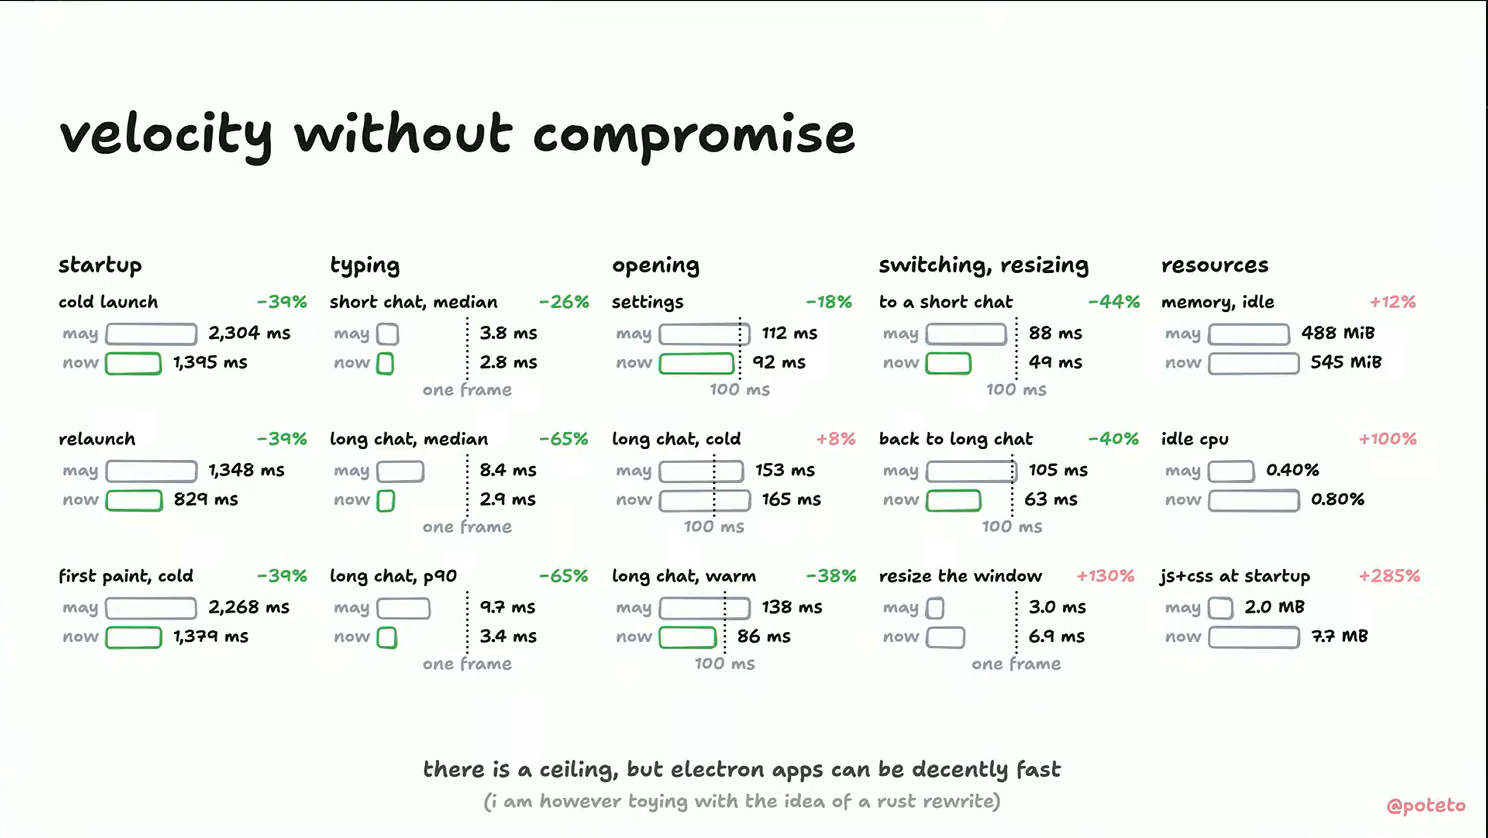 velocity without compromise
startup
cold launch -39%
may 2,304 ms
now 1,395 ms
relaunch -39%
may 1,348 ms
now 829 ms
first paint, cold -39%
may 2,268 ms
now 1,379 ms
typing
short chat, median -26%
may 3.8 ms
now 2.8 ms
one frame
long chat, median -65%
may 8.4 ms
now 2.9 ms
one frame
long chat, p90 -65%
may 9.7 ms
now 3.4 ms
one frame
opening
settings -18%
may 112 ms
now 92 ms
100 ms
long chat, cold +8%
may 153 ms
now 165 ms
100 ms
long chat, warm -38%
may 138 ms
now 86 ms
100 ms
switching, resizing
to a short chat -44%
may 88 ms
now 49 ms
100 ms
back to long chat -40%
may 105 ms
now 63 ms
100 ms
resize the window +130%
may 3.0 ms
now 6.9 ms
one frame
resources
memory, idle +12%
may 488 MiB
now 545 MiB
idle cpu +100%
may 0.40%
now 0.80%
js+css at startup +285%
may 2.0 MB
now 7.7 MB
there is a ceiling, but electron apps can be decently fast
(i am however toying with the idea of a rust rewrite)
@poteto